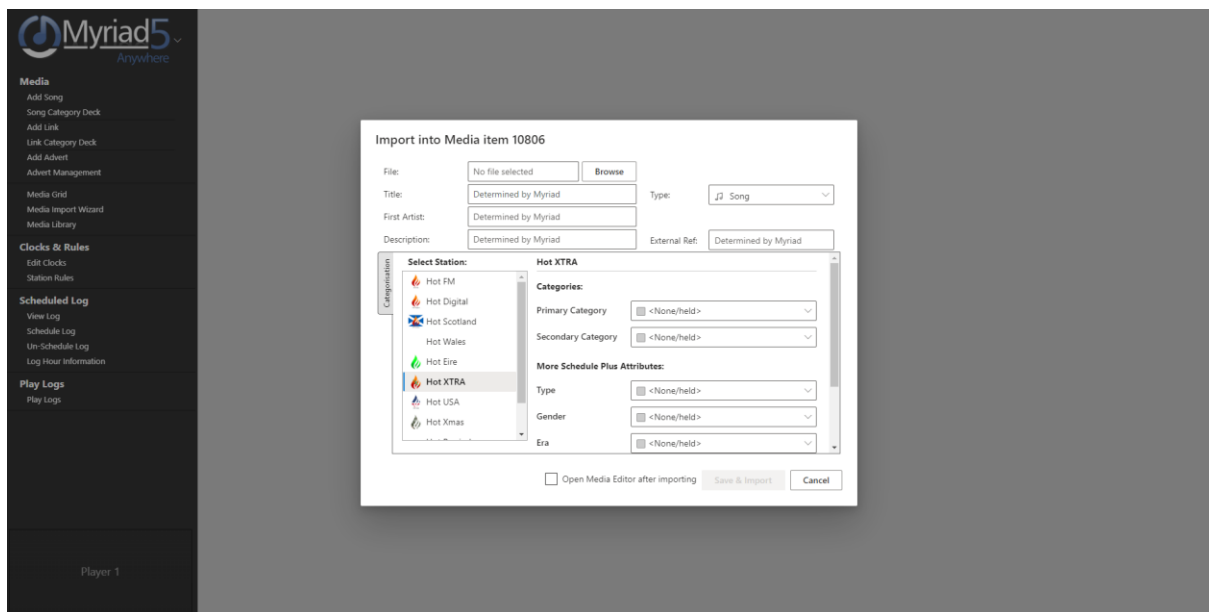 Myriad5
Anywhere
Media
Add Song
Song Category Deck
Add Link
Link Category Deck
Add Advert
Advert Management
Media Grid
Media Import Wizard
Media Library
Clocks & Rules
Edit Clocks
Station Rules
Scheduled Log
View Log
Schedule Log
Un-Schedule Log
Log Hour Information
Play Logs
Play Logs
Player 1
Import into Media item 10806
File: No file selected Browse
Title: Determined by Myriad Type: Song
First Artist: Determined by Myriad
Description: Determined by Myriad External Ref: Determined by Myriad
Categorisation
Select Station:
Hot FM
Hot Digital
Hot Scotland
Hot Wales
Hot Eire
Hot XTRA
Hot USA
Hot Xmas
Hot XTRA
Categories:
Primary Category <None/held>
Secondary Category <None/held>
More Schedule Plus Attributes:
Type <None/held>
Gender <None/held>
Era <None/held>
Open Media Editor after importing Save & Import Cancel